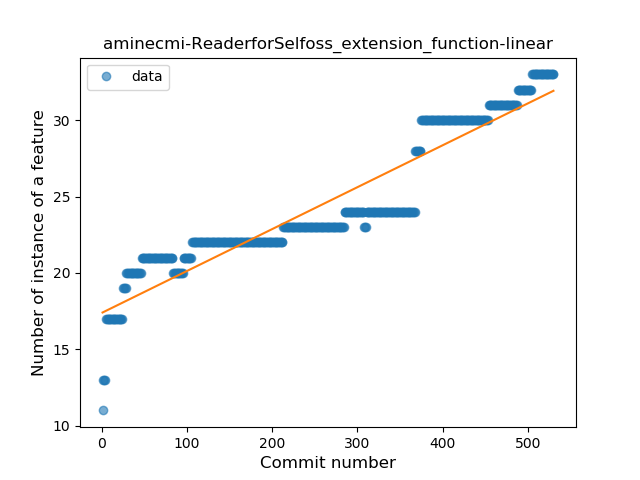 aminecmi-ReaderforSelfoss_extension_function-linear
data
Number of instance of a feature
30
25
20
15
10
0 100 200 300 400 500
Commit number